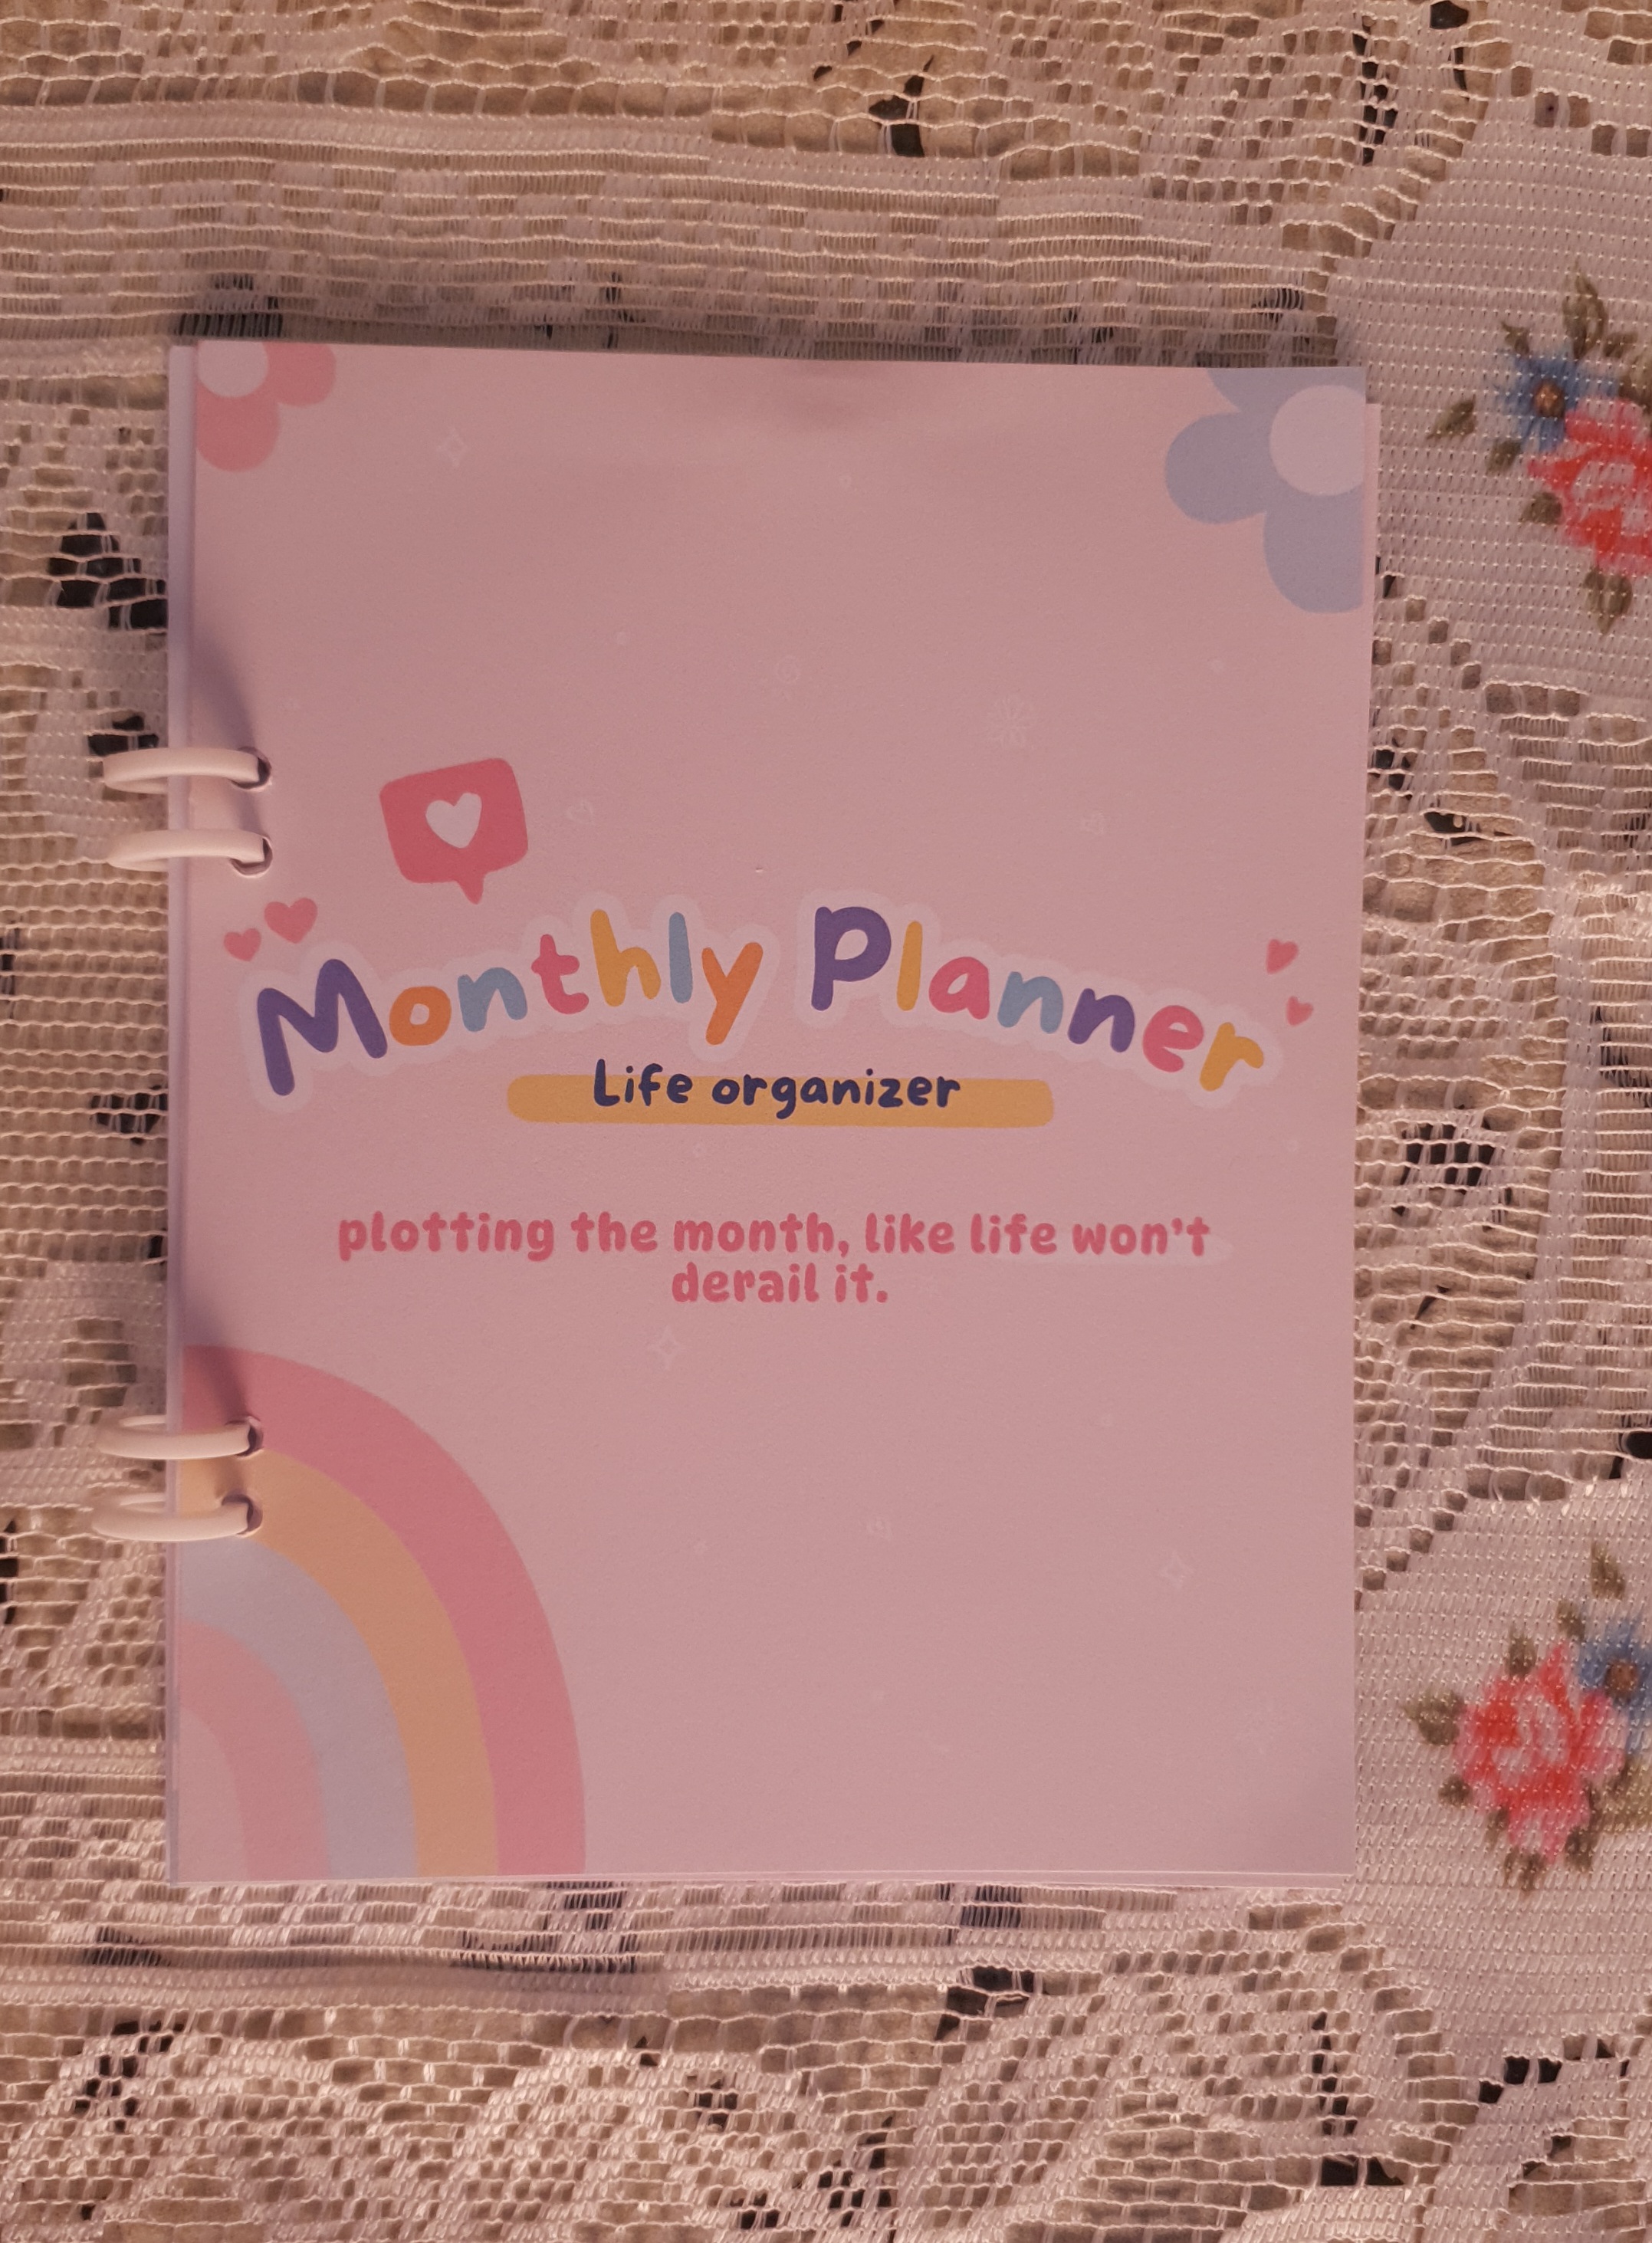 Monthly Planner
Life organizer
plotting the month, like life won't
derail it.